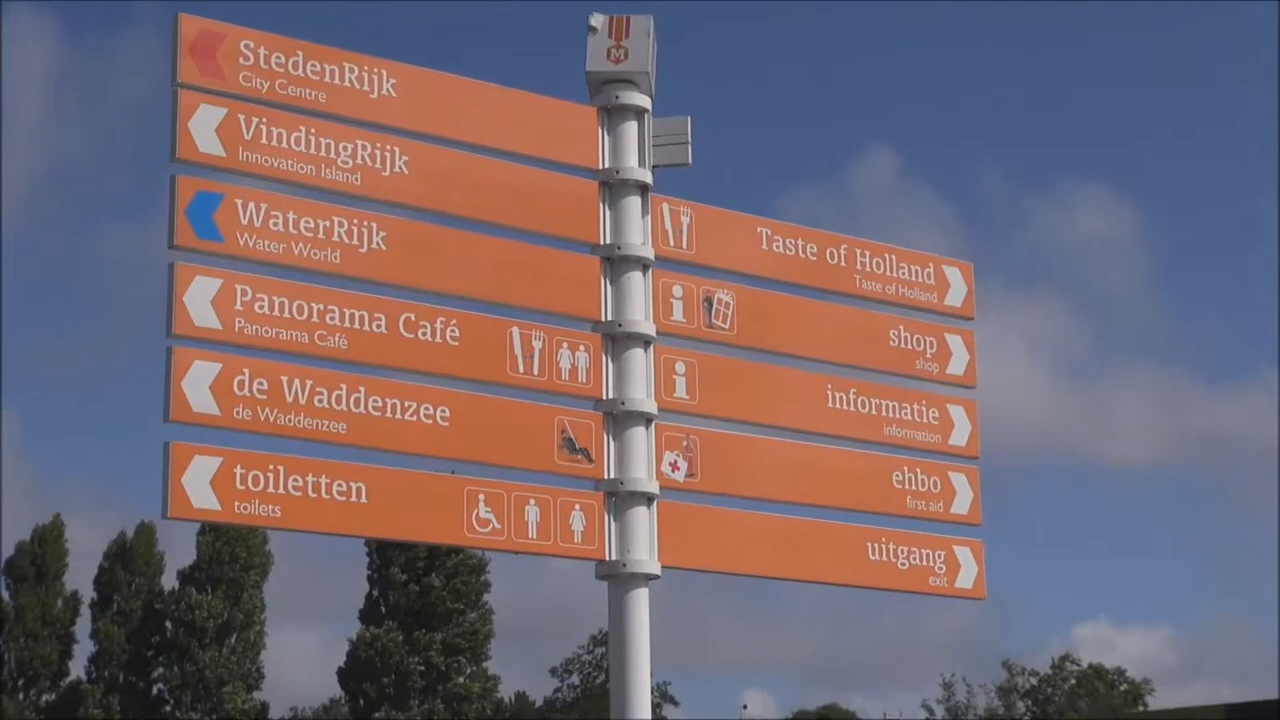 M
StedenRijk
City Centre
VindingRijk
Innovation Island
WaterRijk
Water World
Panorama Café
Panorama Café
de Waddenzee
de Waddenzee
toiletten
toilets
Taste of Holland
Taste of Holland
shop
shop
informatie
information
ehbo
first aid
uitgang
exit